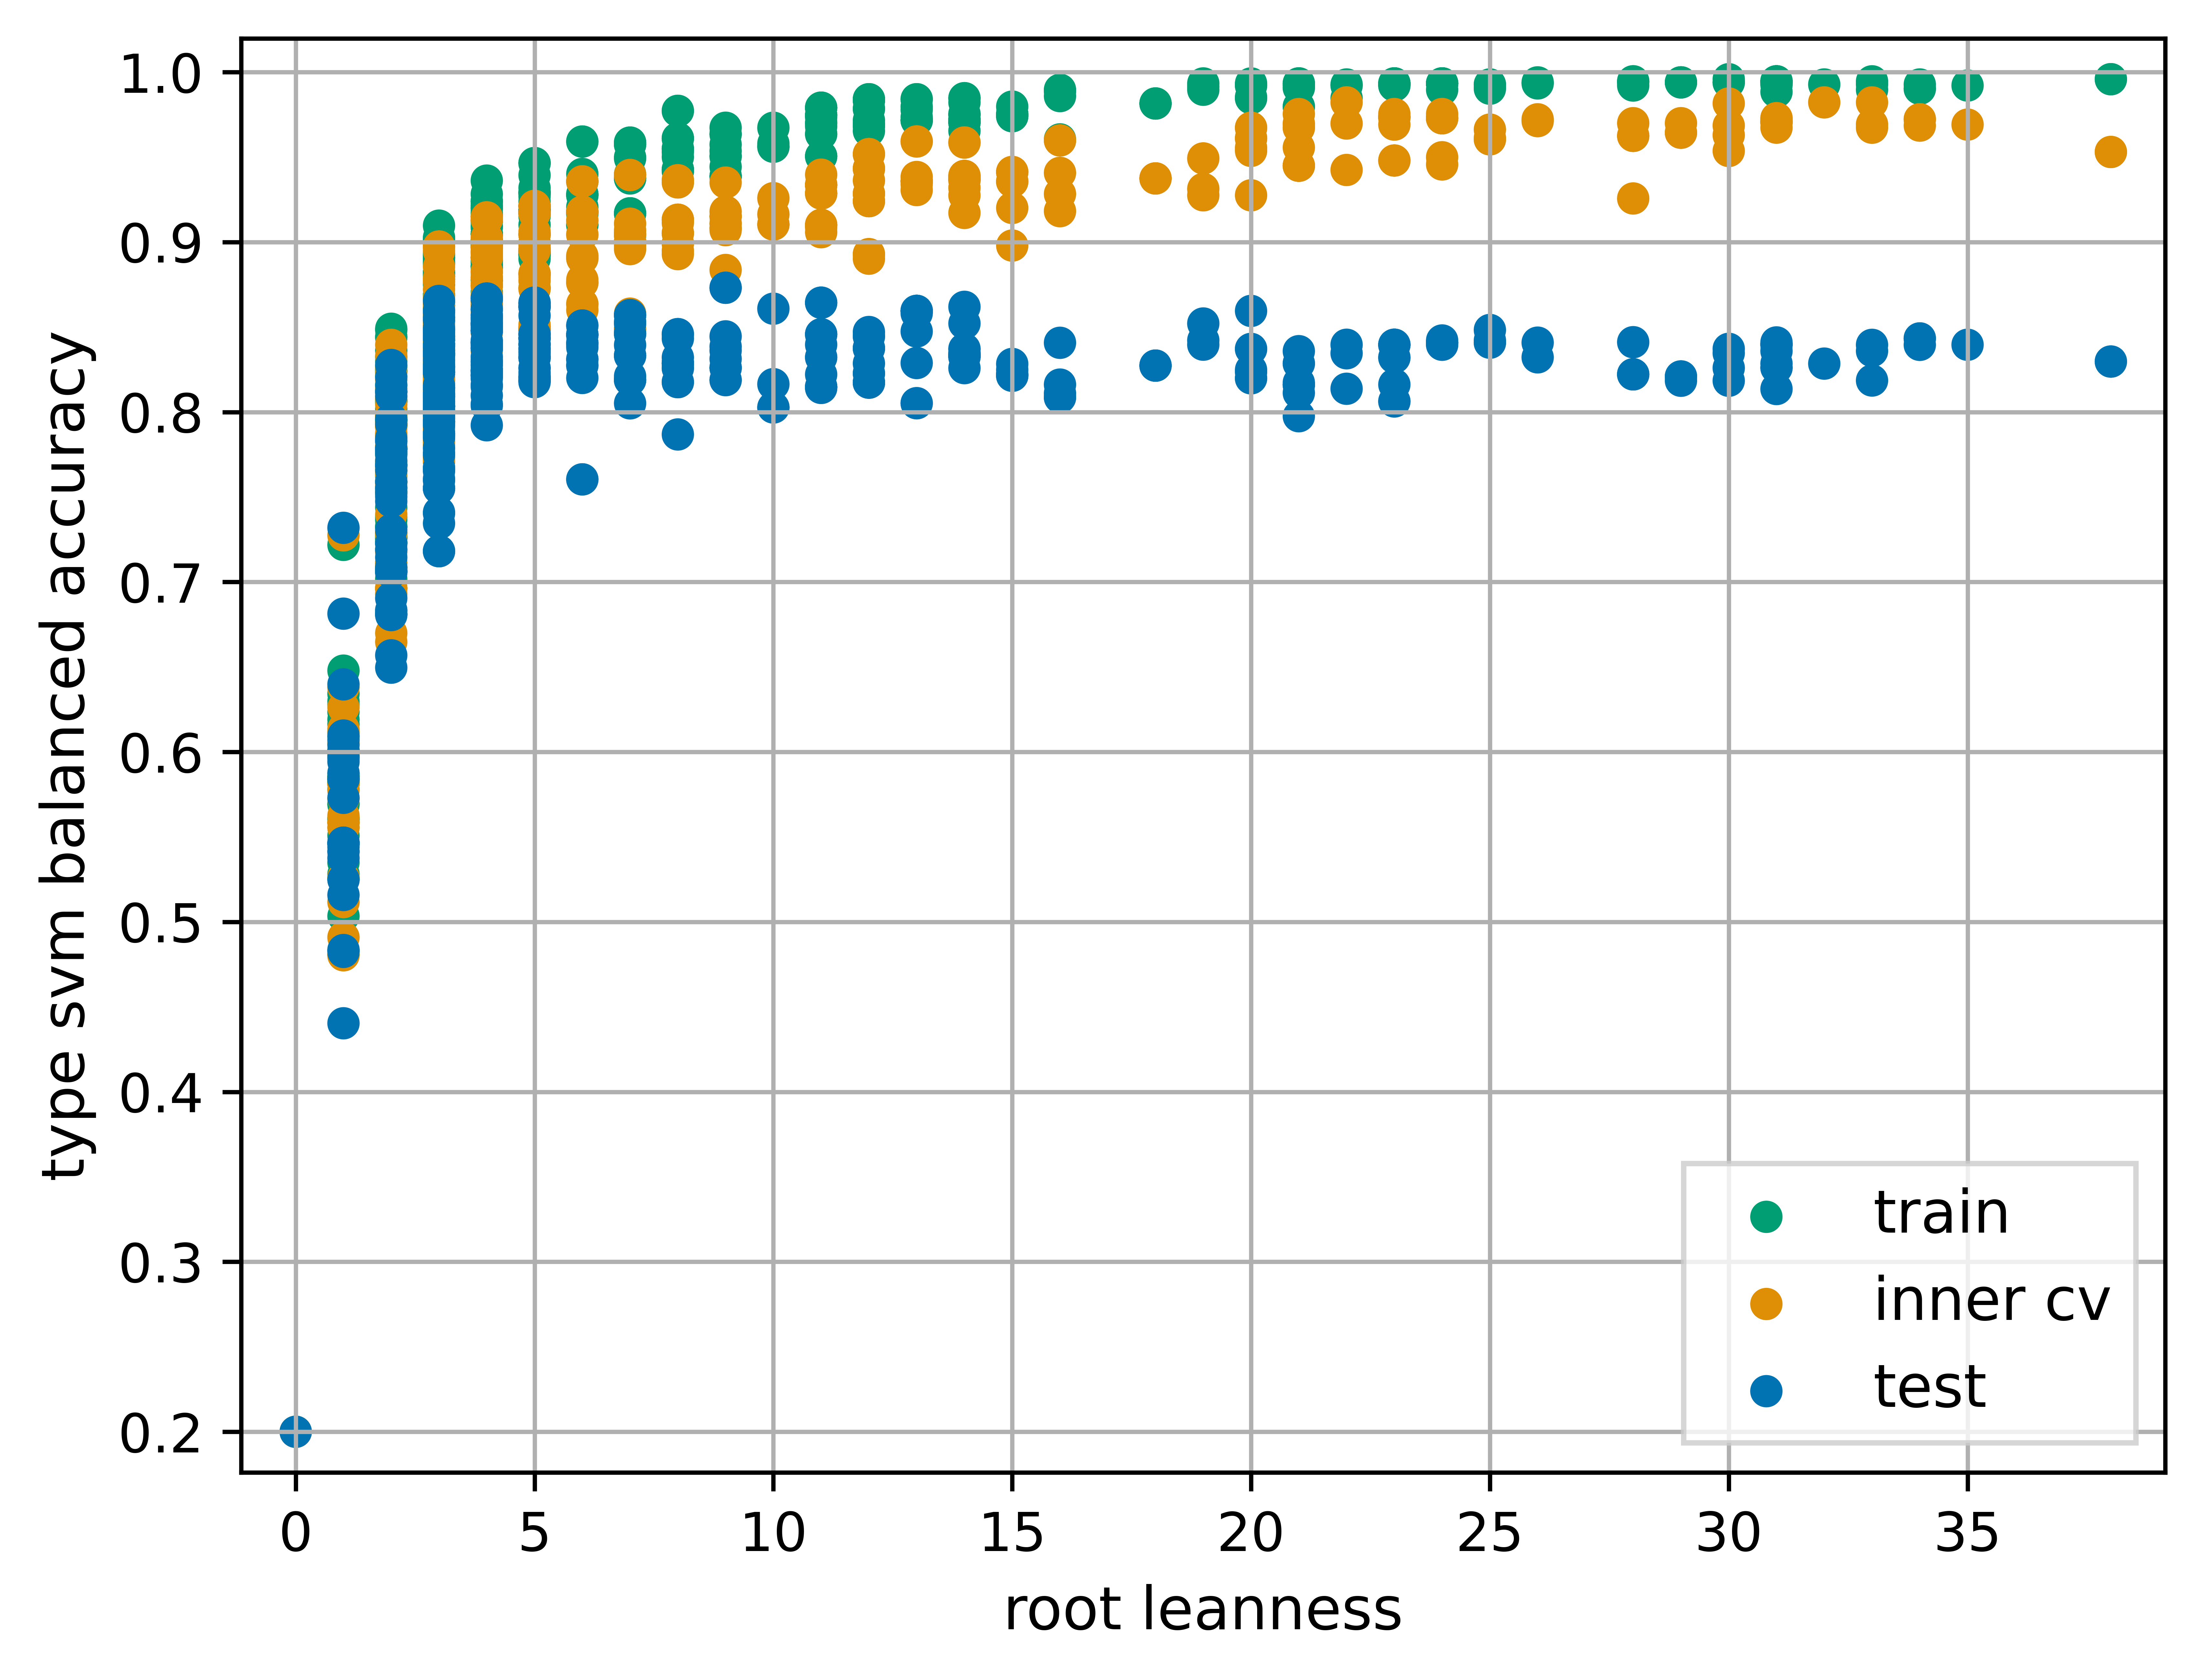 type svm balanced accuracy
1.0
0.9
0.8
0.7
0.6
0.5
0.4
0.3
0.2
train
inner cv
test
0 5 10 15 20 25 30 35
root leanness